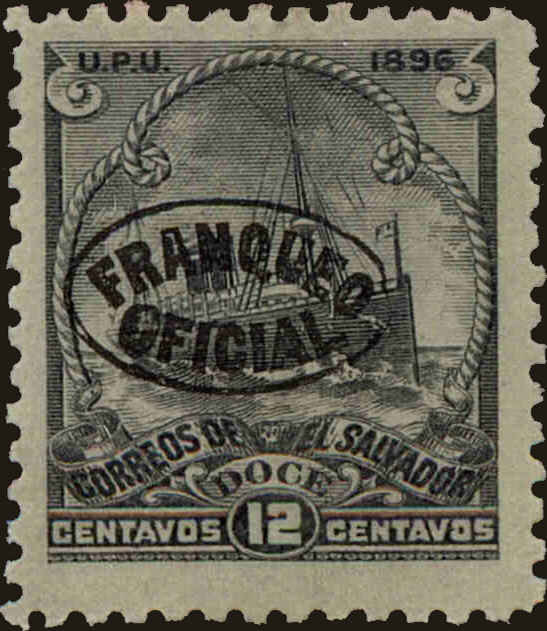 U.P.U. 1896
FRANQUEO
OFICIAL
CORREOS DE EL SALVADOR
DOCE
CENTAVOS 12 CENTAVOS